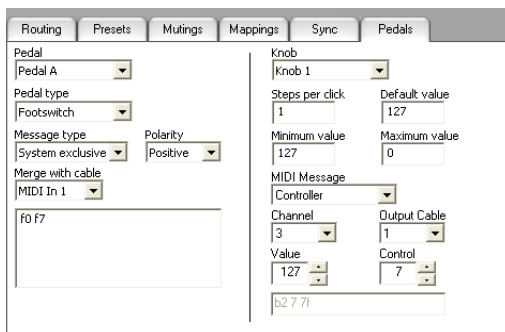 Routing Presets Mutings Mappings Sync Pedals
Pedal
Pedal A
Pedal type
Footswitch
Message type Polarity
System exclusive Positive
Merge with cable
MIDI In 1
f0 f7
Knob
Knob 1
Steps per click Default value
1 127
Minimum value Maximum value
127 0
MIDI Message
Controller
Channel Output Cable
3 1
Value Control
127 7
b2 7 7f